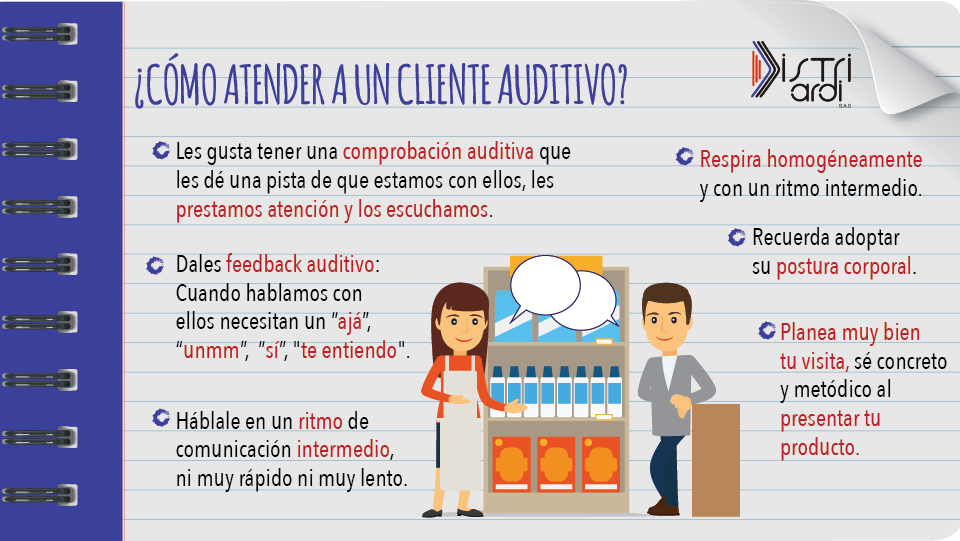 ¿CÓMO ATENDER A UN CLIENTE AUDITIVO?
Distri
ardi
S.A.S
Les gusta tener una comprobación auditiva que
les dé una pista de que estamos con ellos, les
prestamos atención y los escuchamos.
Dales feedback auditivo:
Cuando hablamos con
ellos necesitan un "ajá",
"unmm", "sí", "te entiendo".
Háblale en un ritmo de
comunicación intermedio,
ni muy rápido ni muy lento.
Respira homogéneamente
y con un ritmo intermedio.
Recuerda adoptar
su postura corporal.
Planea muy bien
tu visita, sé concreto
y metódico al
presentar tu
producto.